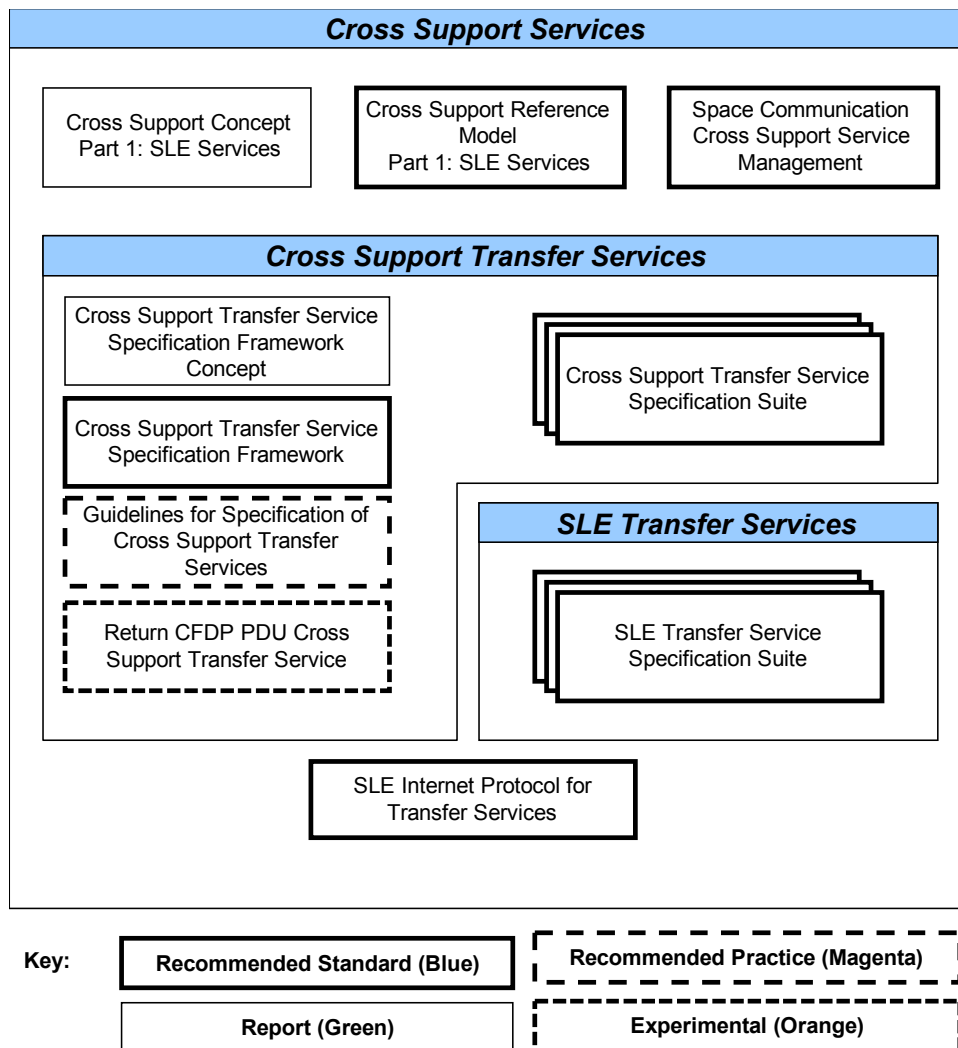 Cross Support Services
Cross Support Concept
Part 1: SLE Services
Cross Support Reference
Model
Part 1: SLE Services
Space Communication
Cross Support Service
Management
Cross Support Transfer Services
Cross Support Transfer Service
Specification Framework
Concept
Cross Support Transfer Service
Specification Framework
Guidelines for Specification of
Cross Support Transfer
Services
Return CFDP PDU Cross
Support Transfer Service
Cross Support Transfer Service
Specification Suite
SLE Transfer Services
SLE Transfer Service
Specification Suite
SLE Internet Protocol for
Transfer Services
Key:
Recommended Standard (Blue)
Recommended Practice (Magenta)
Report (Green)
Experimental (Orange)